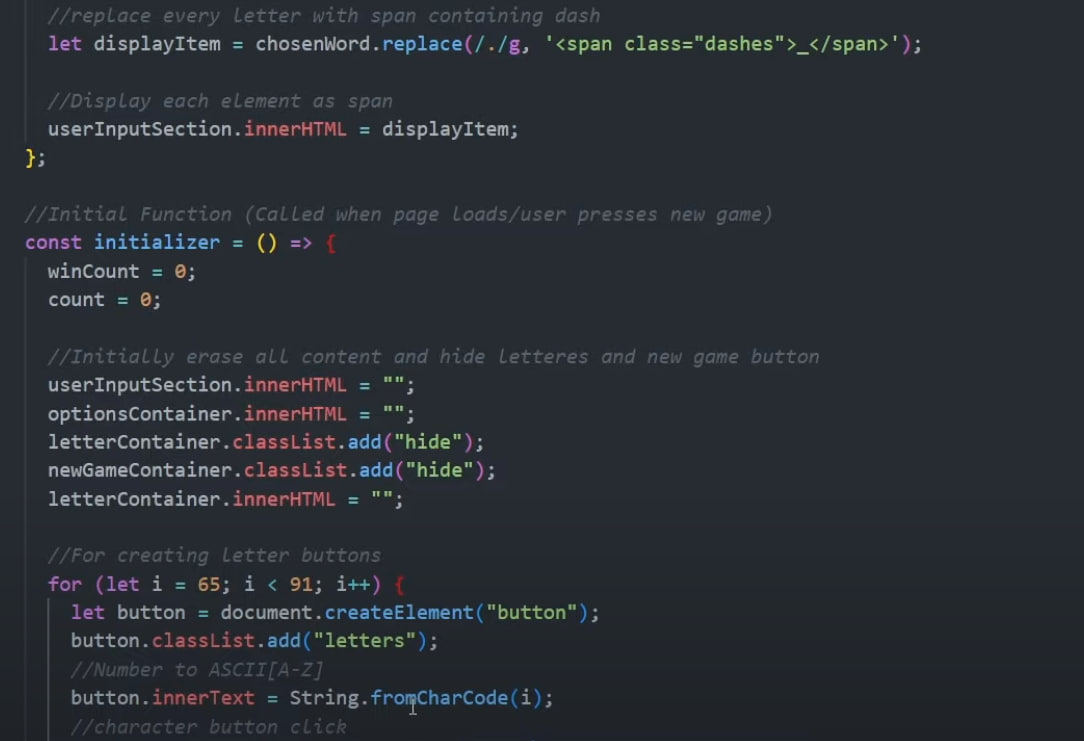 //replace every letter with span containing dash
let displayItem = chosenWord.replace(/./g, '<span class="dashes">_</span>');
//Display each element as span
userInputSection.innerHTML = displayItem;
};
//Initial Function (Called when page loads/user presses new game)
const initializer = () => {
winCount = 0;
count = 0;
//Initially erase all content and hide letteres and new game button
userInputSection.innerHTML = "";
optionsContainer.innerHTML = "";
letterContainer.classList.add("hide");
newGameContainer.classList.add("hide");
letterContainer.innerHTML = "";
//For creating letter buttons
for (let i = 65; i < 91; i++) {
let button = document.createElement("button");
button.classList.add("letters");
//Number to ASCII[A-Z]
button.innerText = String.fromCharCode(i);
//character button click